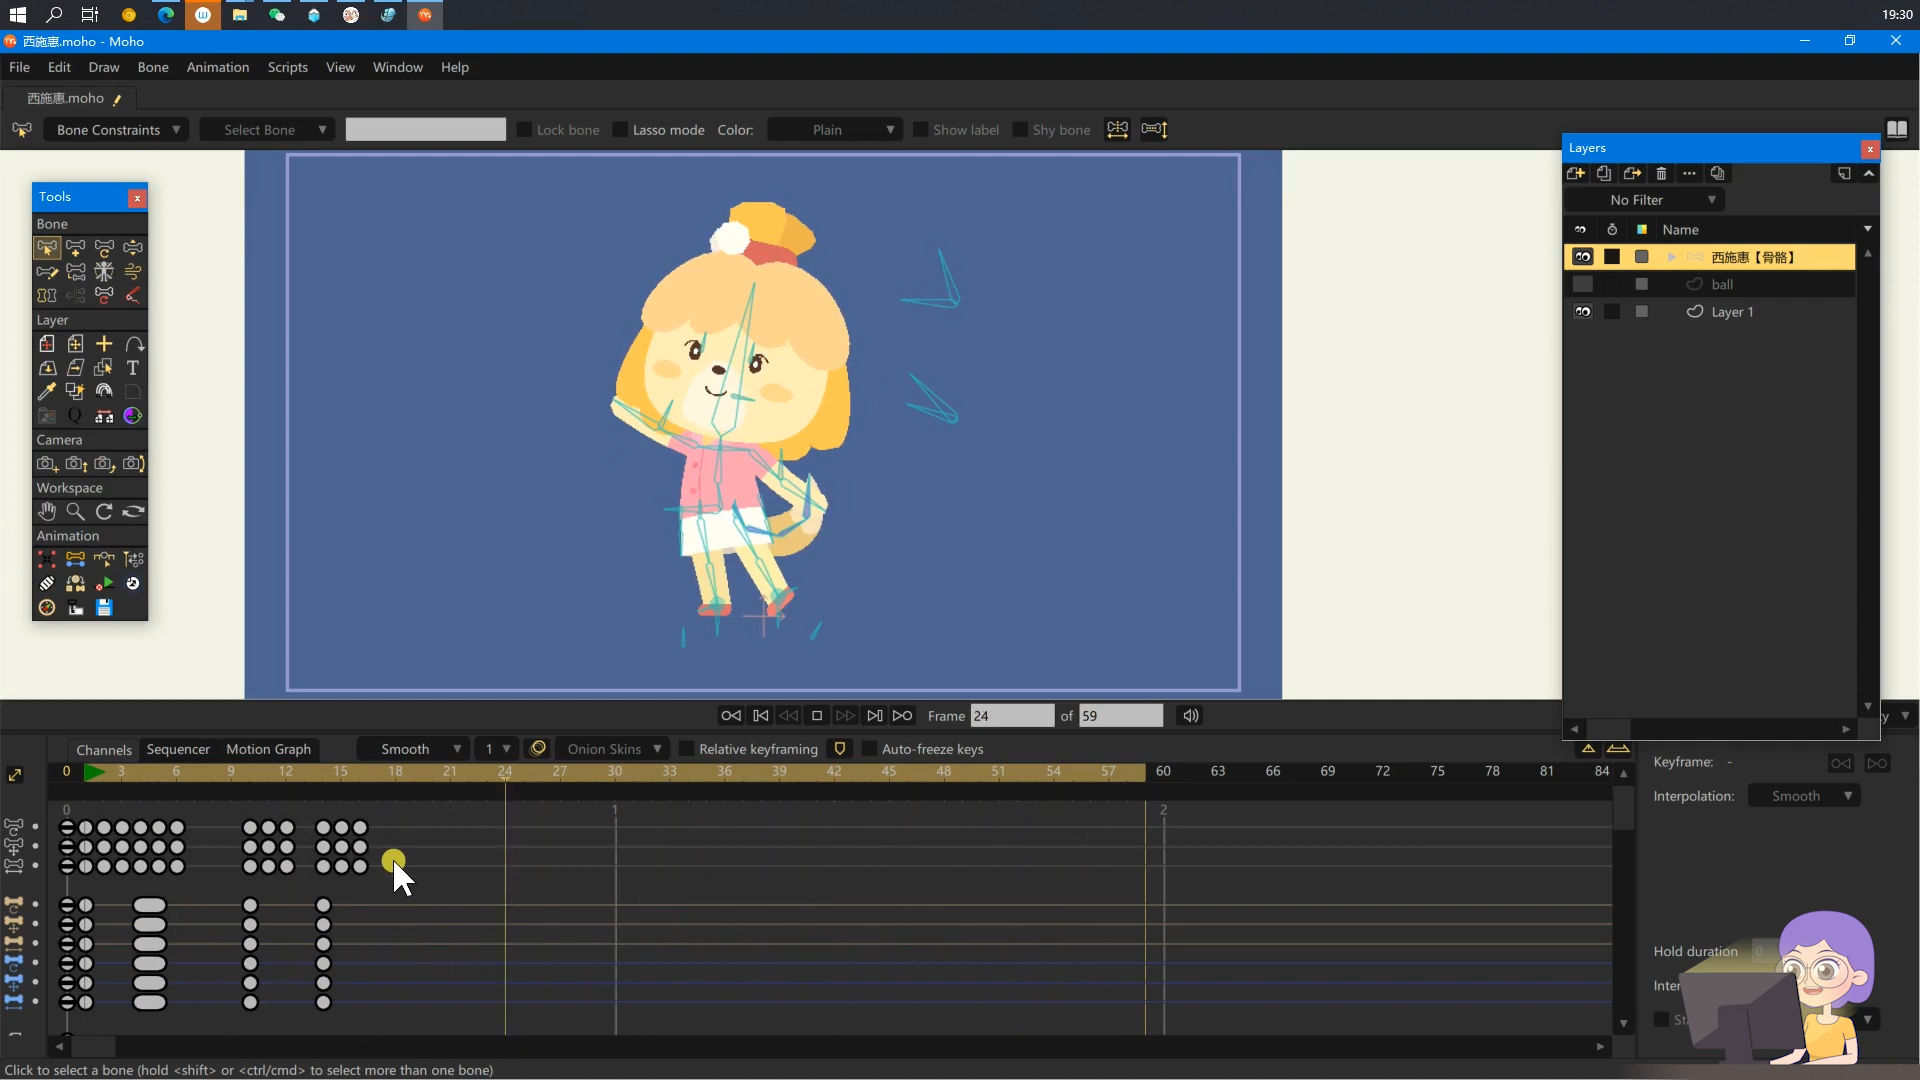 19:30
西施惠.moho - Moho
File Edit Draw Bone Animation Scripts View Window Help
西施惠.moho
Bone Constraints Select Bone Lock bone Lasso mode Color: Plain Show label Shy bone
Layers
Tools
Bone
No Filter
Name
西施惠【骨骼】
ball
Layer 1
Layer
Camera
Workspace
Animation
Frame 24 of 59
Channels Sequencer Motion Graph Smooth 1 Onion Skins Relative keyframing Auto-freeze keys
0 3 6 9 12 15 18 21 24 27 30 33 36 39 42 45 48 51 54 57 60 63 66 69 72 75 78 81 84
0 1 2
Keyframe: -
Interpolation: Smooth
Hold duration 0
Click to select a bone (hold <shift> or <ctrl/cmd> to select more than one bone)